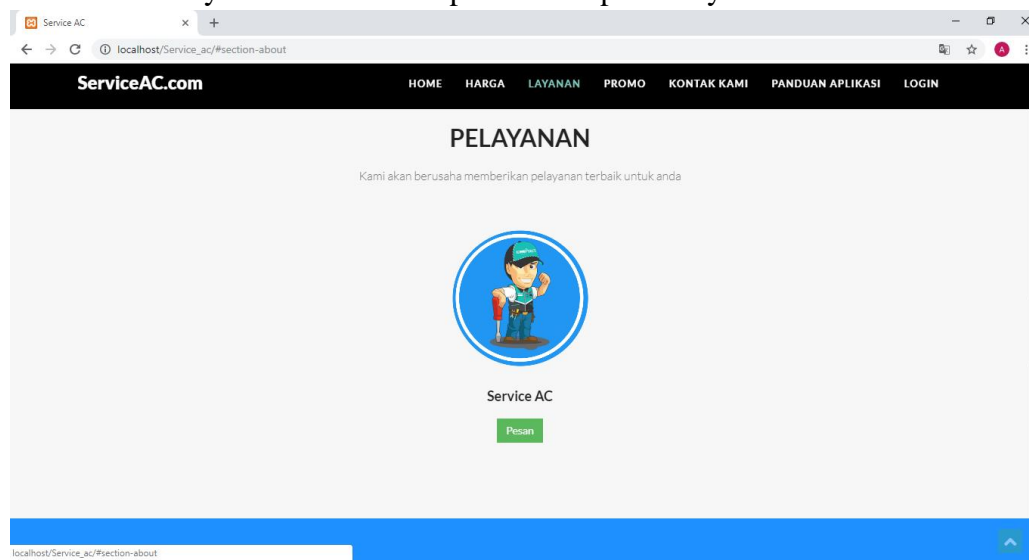 Service AC
localhost/Service_ac/#section-about
A
ServiceAC.com HOME HARGA LAYANAN PROMO KONTAK KAMI PANDUAN APLIKASI LOGIN
PELAYANAN
Kami akan berusaha memberikan pelayanan terbaik untuk anda
Service AC
Pesan
localhost/Service_ac/#section-about